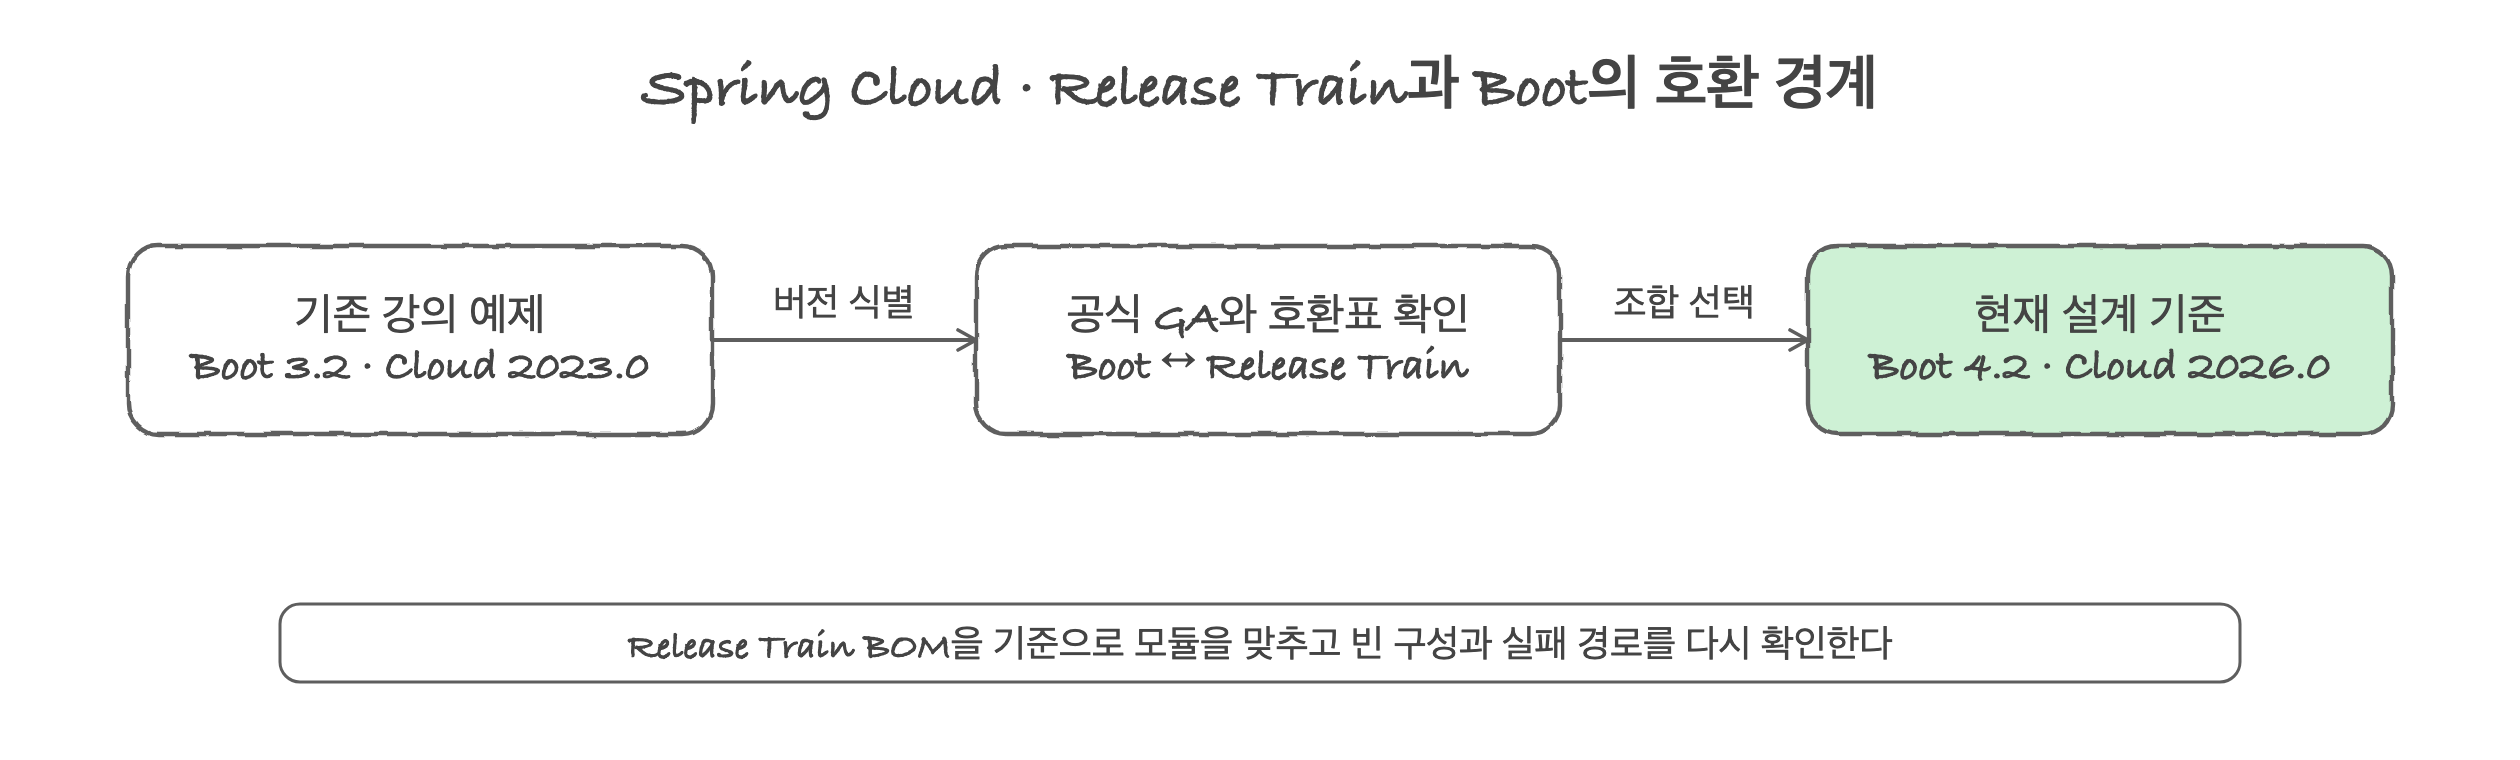 Spring Cloud · Release Train과 Boot의 호환 경계
기존 강의 예제
Boot 3.2 · Cloud 2023.0
버전 식별
공식 GA와 호환표 확인
Boot ↔ Release Train
조합 선택
현재 설계 기준
Boot 4.2 · Cloud 2026.0
Release Train BOM을 기준으로 모듈을 맞추고 빈 구성과 실패 경로를 다시 확인한다